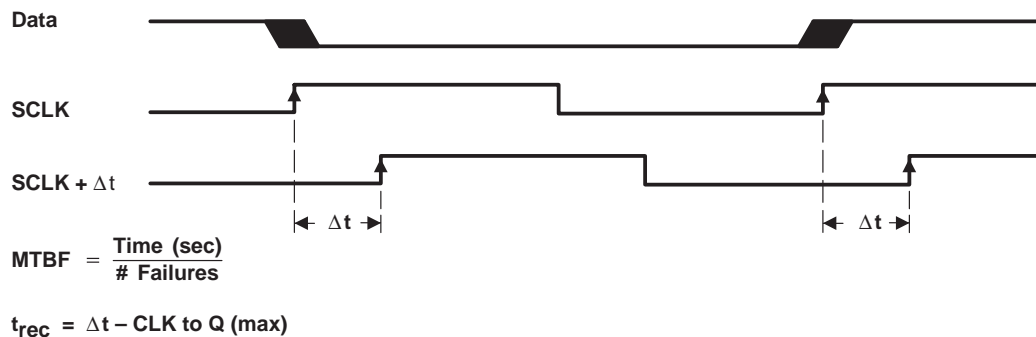 Data
SCLK
SCLK + Δt
Δt Δt
MTBF = Time (sec)
# Failures
trec = Δt – CLK to Q (max)